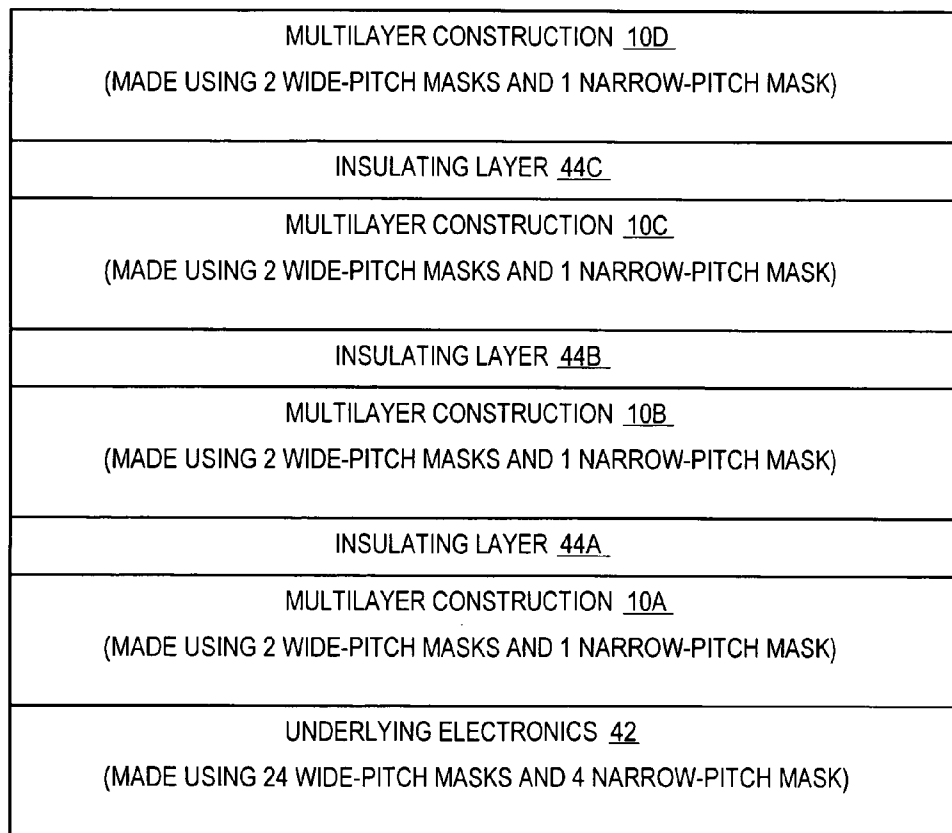 MULTILAYER CONSTRUCTION 10D
(MADE USING 2 WIDE-PITCH MASKS AND 1 NARROW-PITCH MASK)
INSULATING LAYER 44C
MULTILAYER CONSTRUCTION 10C
(MADE USING 2 WIDE-PITCH MASKS AND 1 NARROW-PITCH MASK)
INSULATING LAYER 44B
MULTILAYER CONSTRUCTION 10B
(MADE USING 2 WIDE-PITCH MASKS AND 1 NARROW-PITCH MASK)
INSULATING LAYER 44A
MULTILAYER CONSTRUCTION 10A
(MADE USING 2 WIDE-PITCH MASKS AND 1 NARROW-PITCH MASK)
UNDERLYING ELECTRONICS 42
(MADE USING 24 WIDE-PITCH MASKS AND 4 NARROW-PITCH MASK)